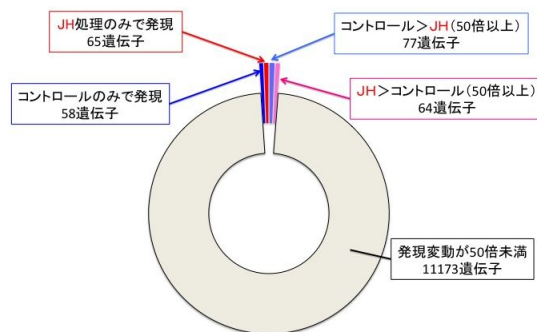 JH処理のみで発現
65遺伝子
コントロール＞JH（50倍以上）
77遺伝子
コントロールのみで発現
58遺伝子
JH＞コントロール（50倍以上）
64遺伝子
発現変動が50倍未満
11173遺伝子